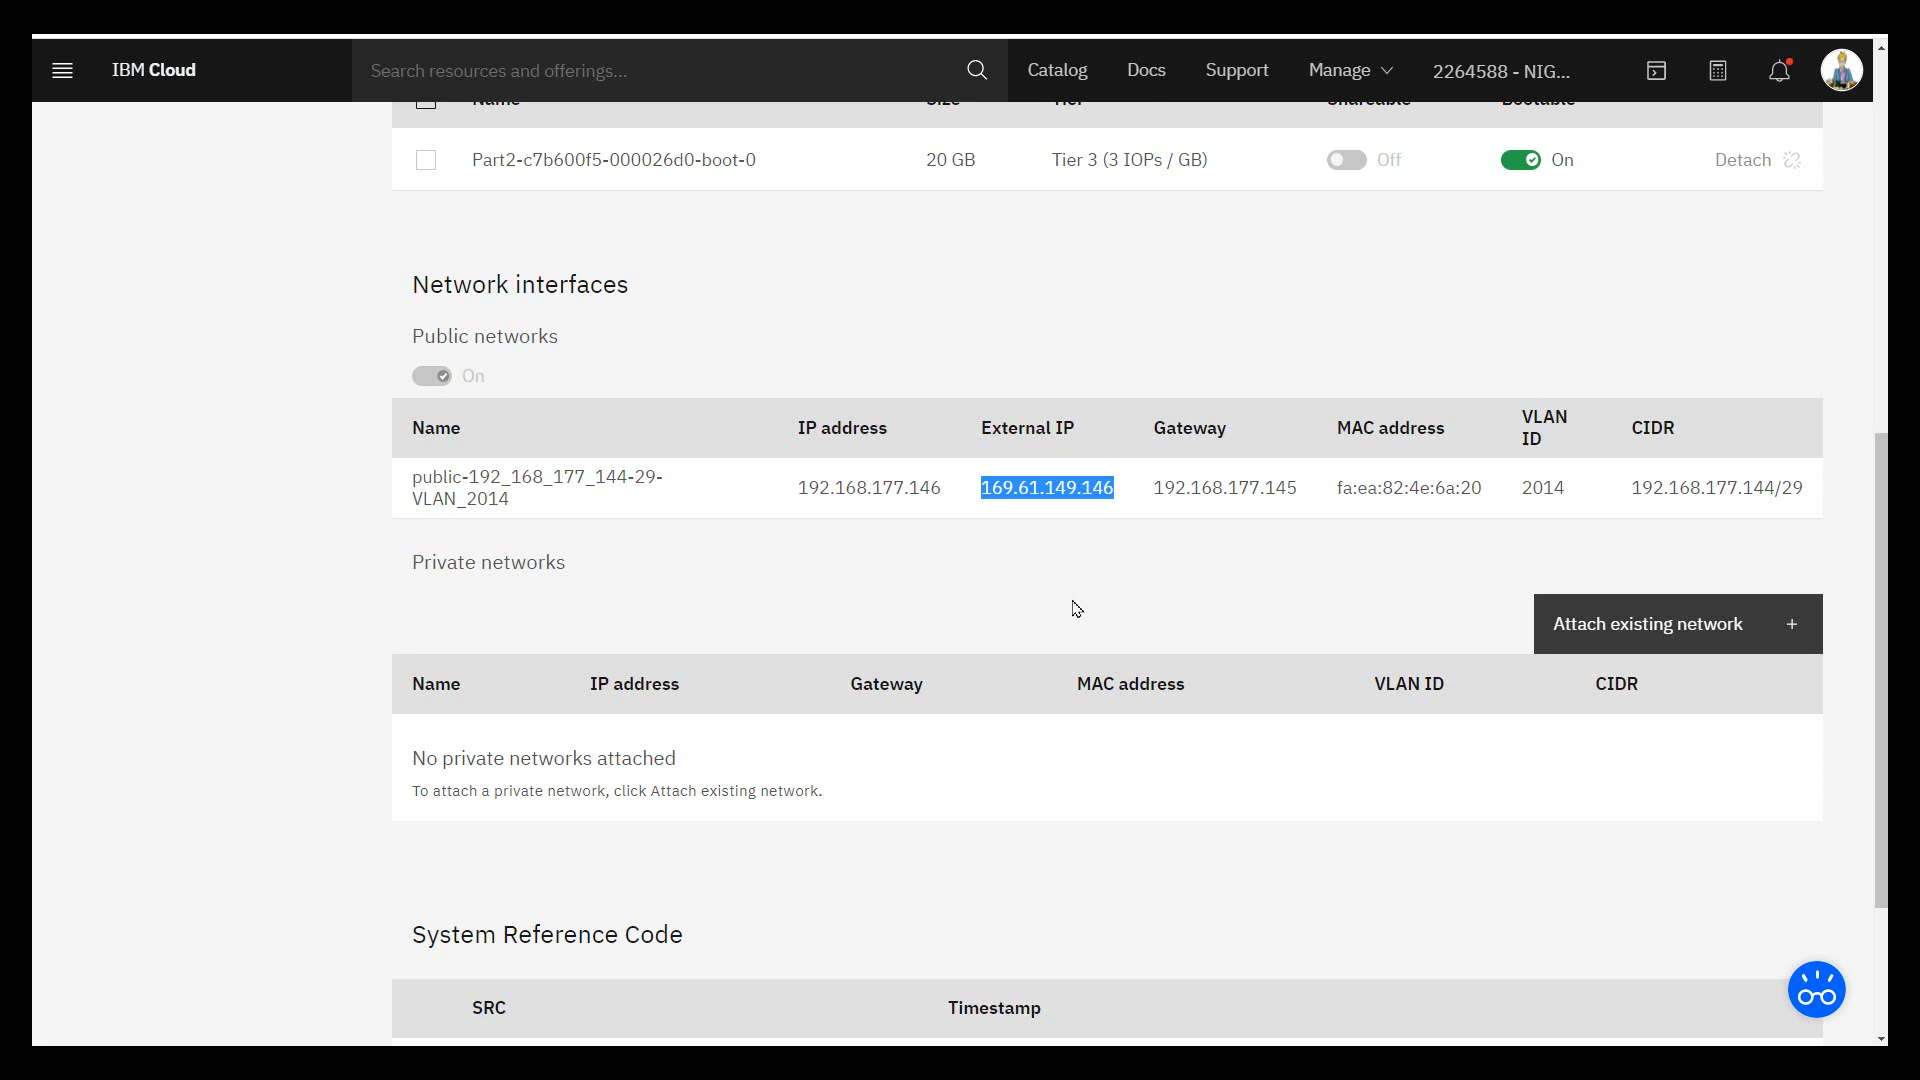 IBM Cloud
Search resources and offerings...
Catalog Docs Support Manage 2264588 - NIG...
Name Size Tier Shareable Bootable
Part2-c7b600f5-000026d0-boot-0 20 GB Tier 3 (3 IOPs / GB) Off On Detach
Network interfaces
Public networks
On
Name IP address External IP Gateway MAC address VLAN ID CIDR
public-192_168_177_144-29-
VLAN_2014
192.168.177.146 169.61.149.146 192.168.177.145 fa:ea:82:4e:6a:20 2014 192.168.177.144/29
Private networks
Attach existing network +
Name IP address Gateway MAC address VLAN ID CIDR
No private networks attached
To attach a private network, click Attach existing network.
System Reference Code
SRC Timestamp